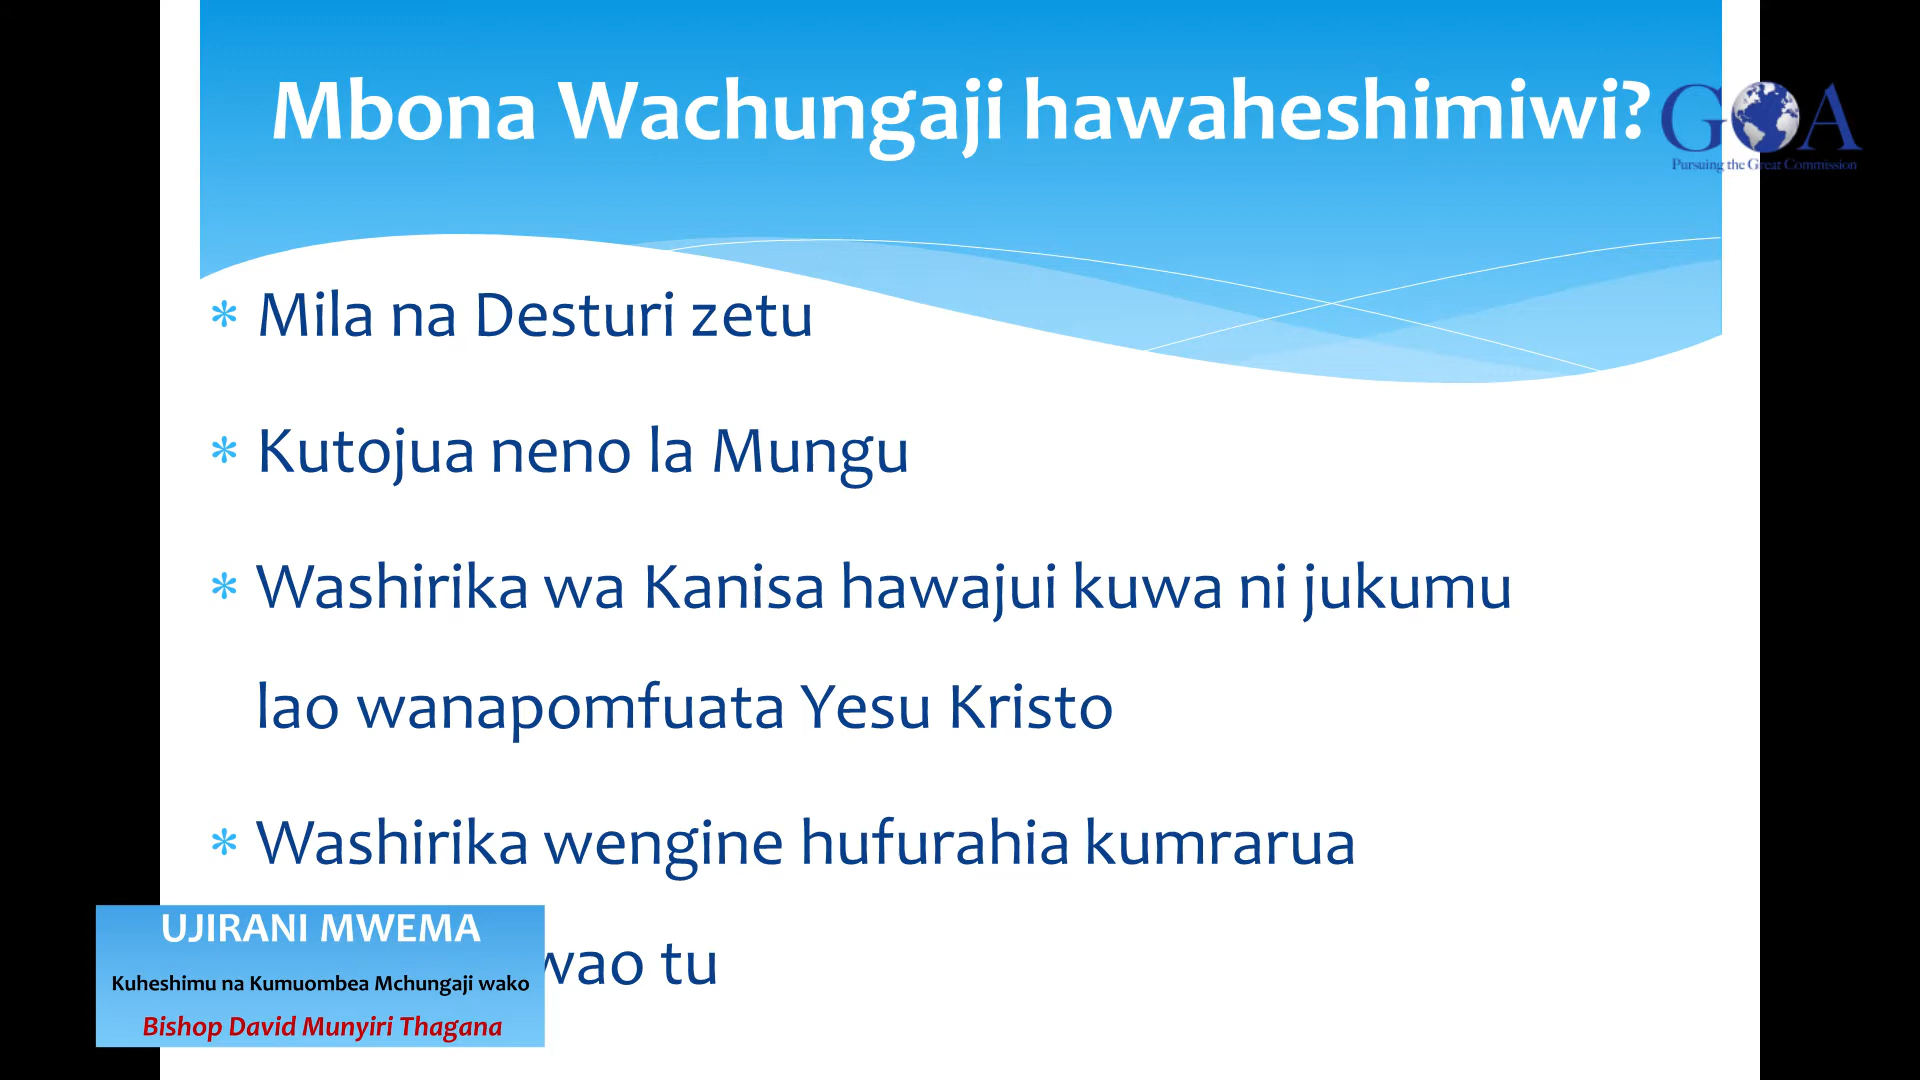 Mbona Wachungaji hawaheshimiwi?
GOA
Pursuing the Great Commission
* Mila na Desturi zetu
* Kutojua neno la Mungu
* Washirika wa Kanisa hawajui kuwa ni jukumu
lao wanapomfuata Yesu Kristo
* Washirika wengine hufurahia kumrarua
tu
UJIRANI MWEMA
Kuheshimu na Kumuombea Mchungaji wako
Bishop David Munyiri Thagana